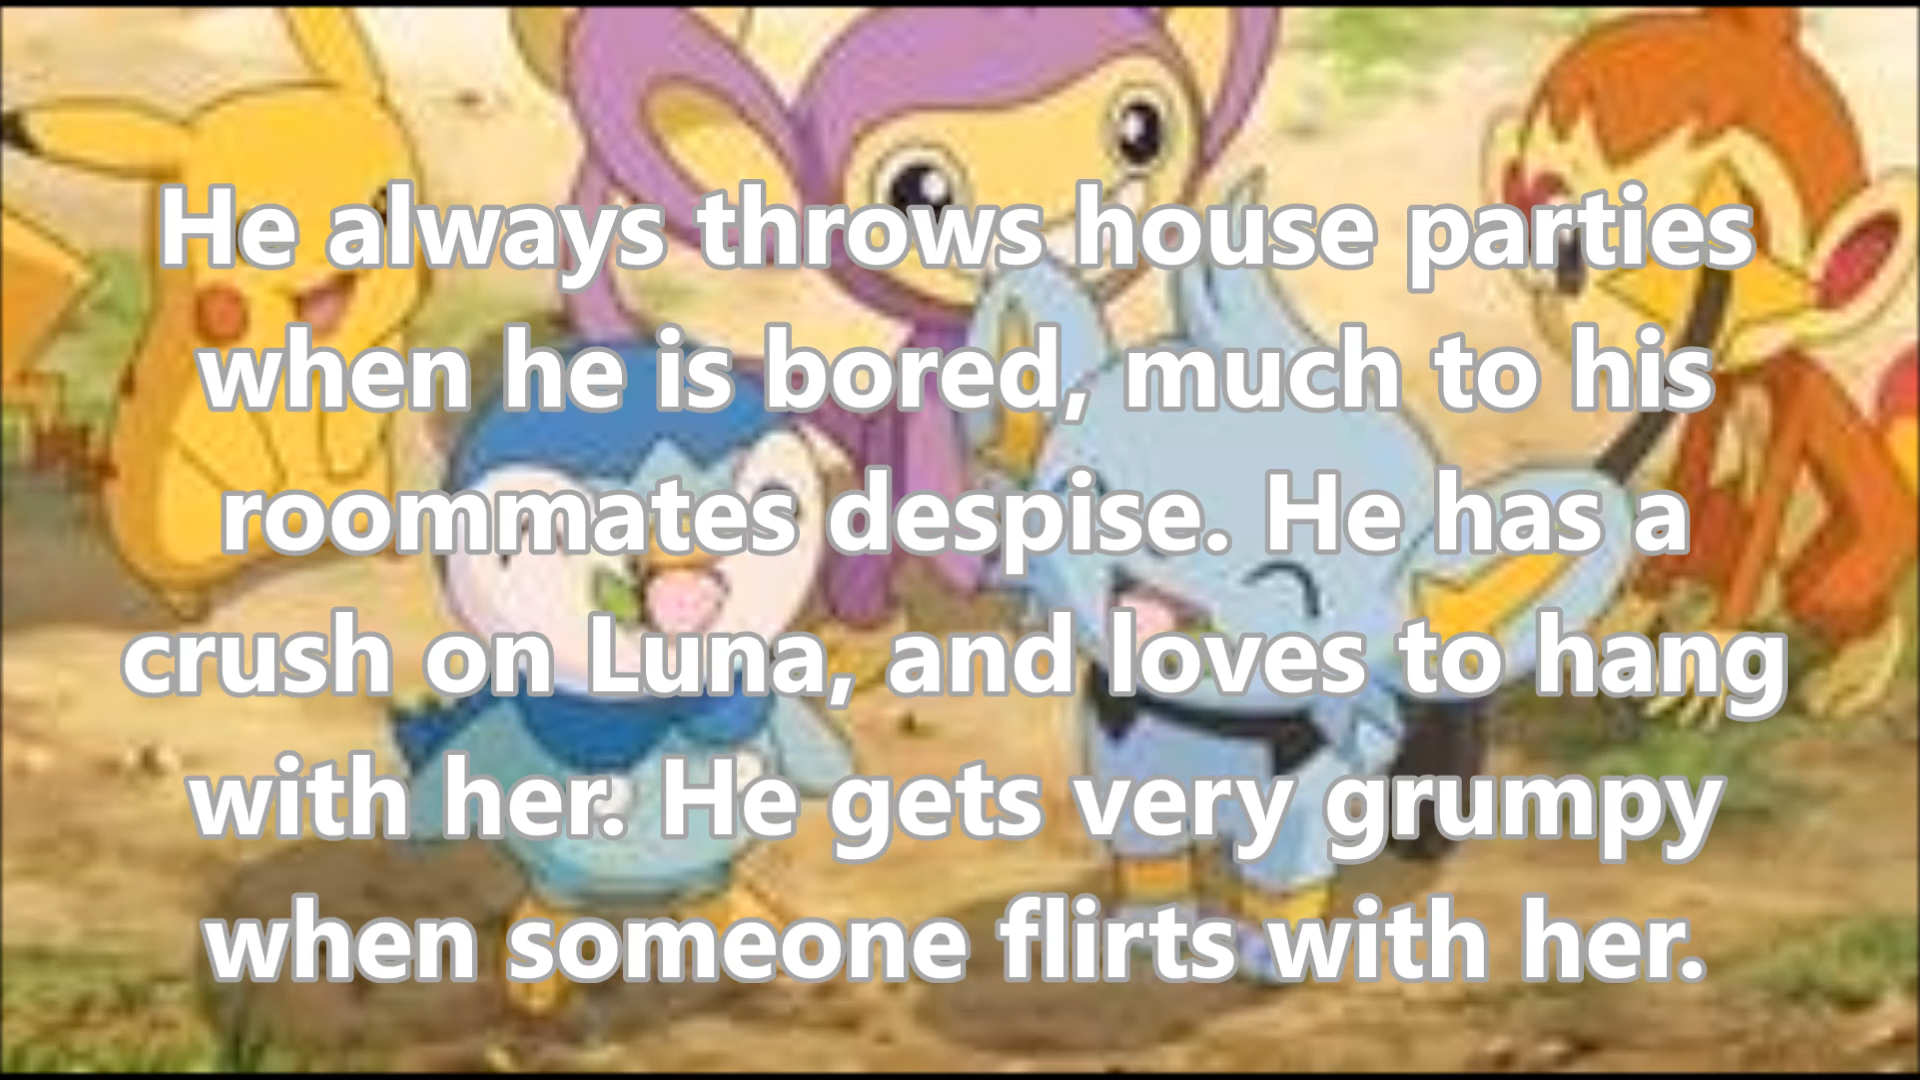 He always throws house parties
when he is bored, much to his
roommates despise. He has a
crush on Luna, and loves to hang
with her. He gets very grumpy
when someone flirts with her.